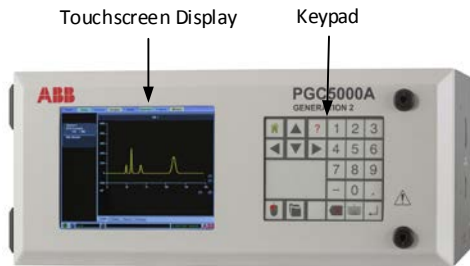 Touchscreen Display
Keypad
ABB
PGC5000A
GENERATION 2
? 1 2 3
4 5 6
7 8 9
- 0 .